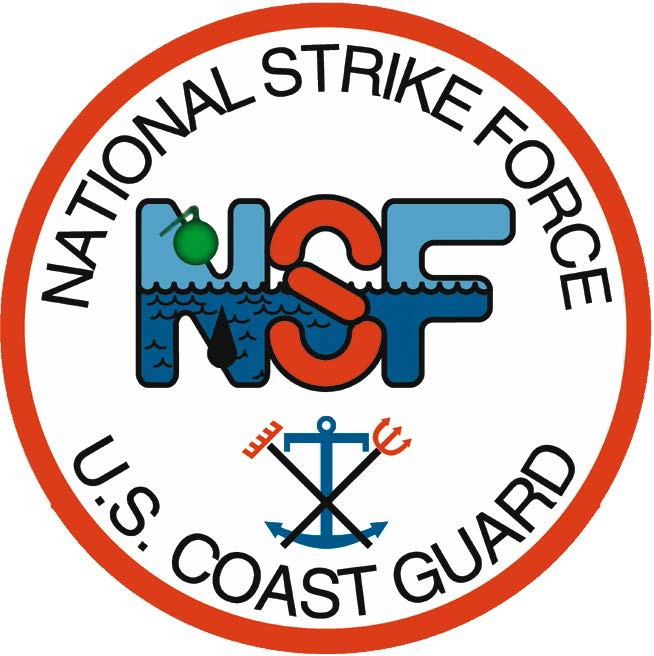 NATIONAL STRIKE FORCE
NSF
U.S. COAST GUARD